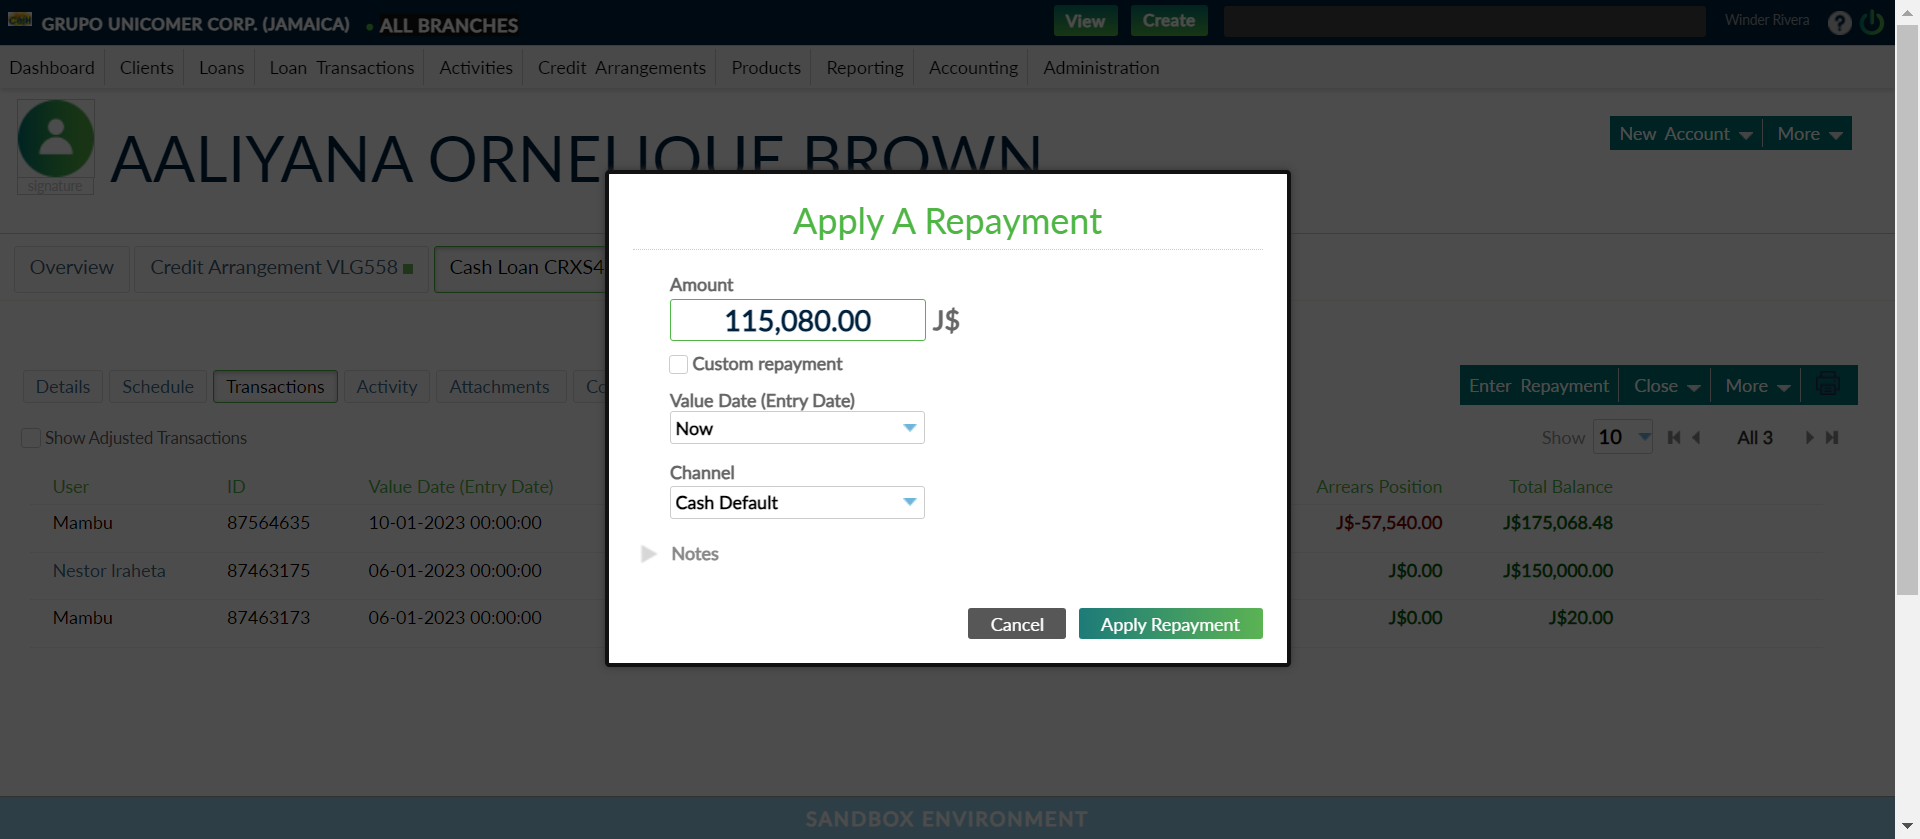 GRUPO UNICOMER CORP. (JAMAICA) ALL BRANCHES View Create Winder Rivera ?
Dashboard Clients Loans Loan Transactions Activities Credit Arrangements Products Reporting Accounting Administration
signature
AALIYANA ORNELIQUE BROWN
New Account More
Overview Credit Arrangement VLG558 Cash Loan CRXS4
Details Schedule Transactions Activity Attachments Co
Enter Repayment Close More
Show Adjusted Transactions
Show 10 All 3
User ID Value Date (Entry Date) Arrears Position Total Balance
Mambu 87564635 10-01-2023 00:00:00 J$-57,540.00 J$175,068.48
Nestor Iraheta 87463175 06-01-2023 00:00:00 J$0.00 J$150,000.00
Mambu 87463173 06-01-2023 00:00:00 J$0.00 J$20.00
Apply A Repayment
Amount
115,080.00 J$
Custom repayment
Value Date (Entry Date)
Now
Channel
Cash Default
Notes
Cancel Apply Repayment
SANDBOX ENVIRONMENT